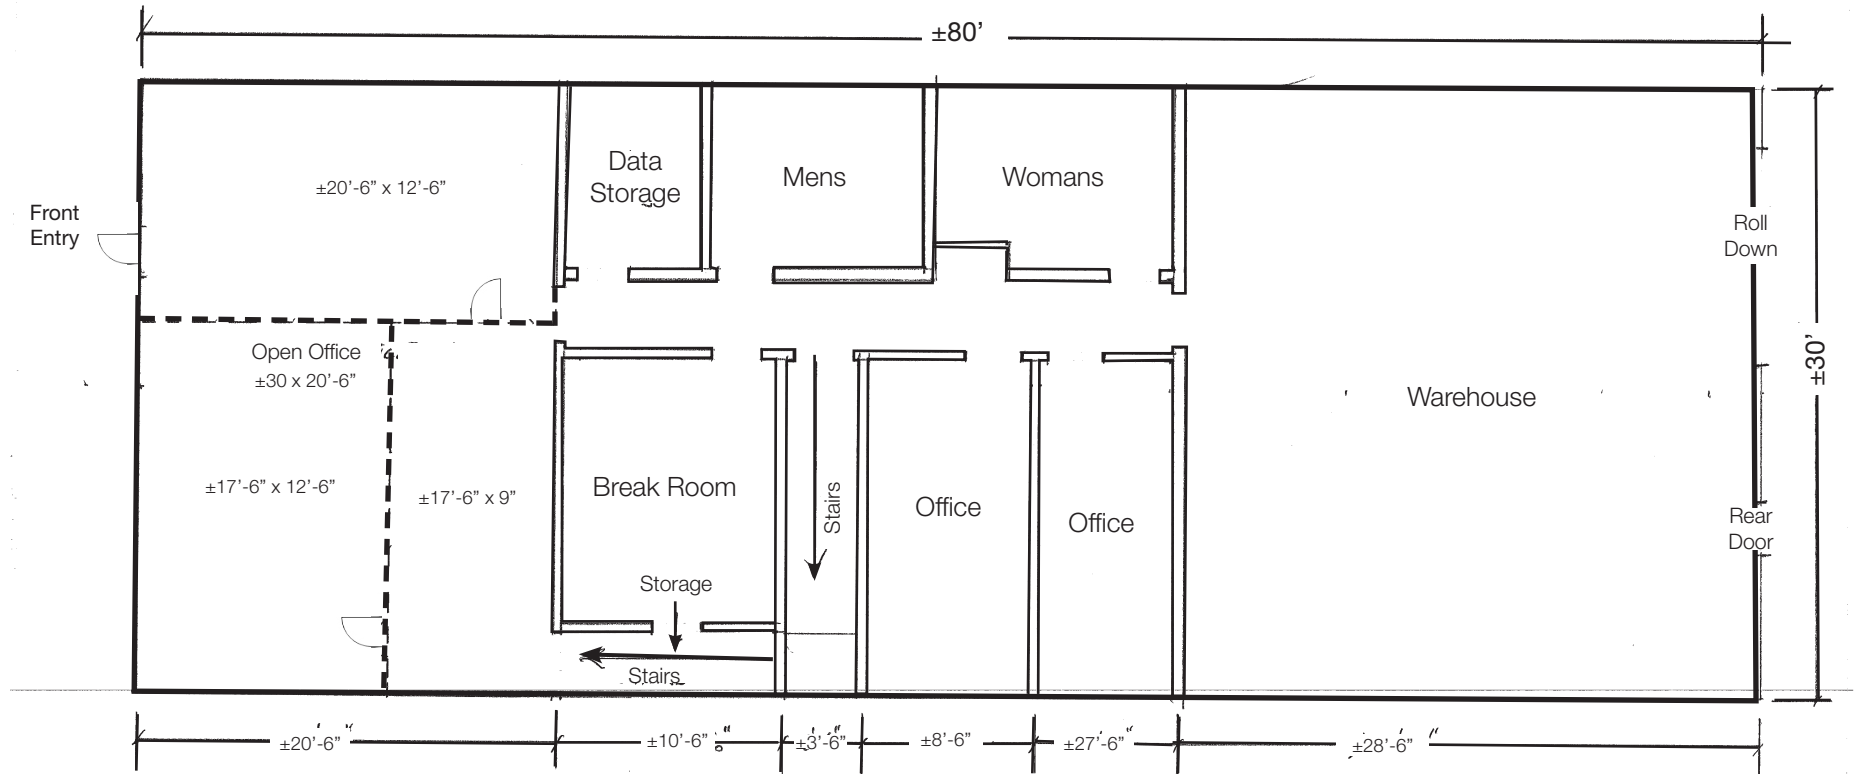 ±80’
Data
Storage
Mens
Womans
±20’-6” x 12’-6”
Front
Entry
Roll
Down
±30’
Open Office
±30 x 20’-6”
Warehouse
±17’-6” x 12’-6”
±17’-6” x 9”
Break Room
Stairs
Office
Office
Rear
Door
Storage
Stairs
±20’-6”
±10’-6”
±3’-6”
±8’-6”
±27’-6”
±28’-6”